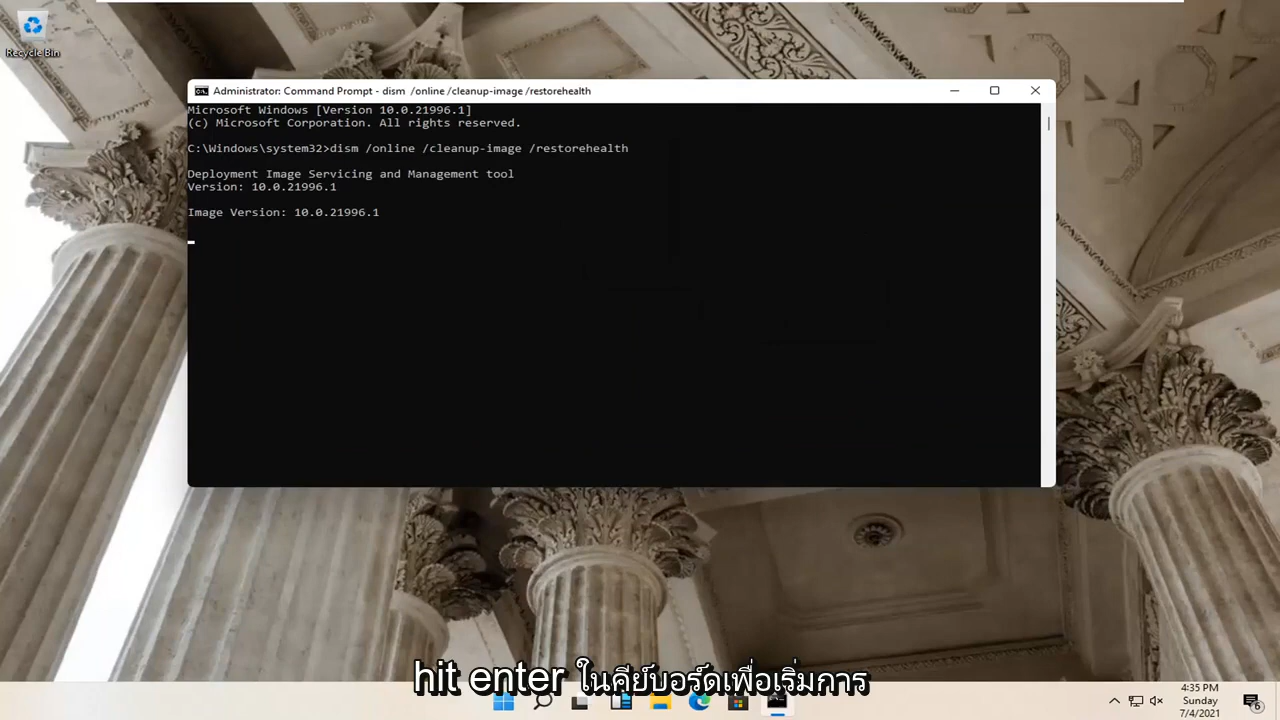 Recycle Bin
Administrator: Command Prompt - dism /online /cleanup-image /restorehealth
Microsoft Windows [Version 10.0.21996.1]
(c) Microsoft Corporation. All rights reserved.
C:\Windows\system32>dism /online /cleanup-image /restorehealth
Deployment Image Servicing and Management tool
Version: 10.0.21996.1
Image Version: 10.0.21996.1
hit enter ในคีย์บอร์ดเพื่อเริ่มการ
4:35 PM
Sunday
7/4/2021
6